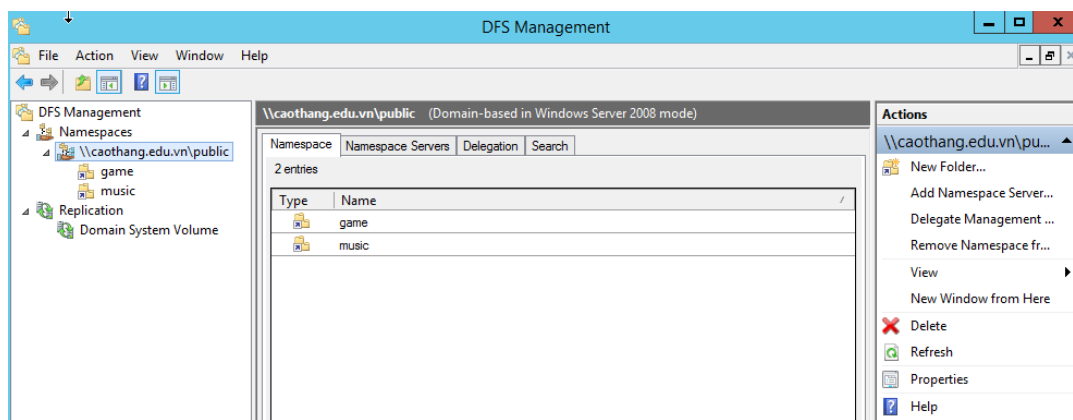 DFS Management
File Action View Window Help
DFS Management
Namespaces
\\caothang.edu.vn\public
game
music
Replication
Domain System Volume
\\caothang.edu.vn\public (Domain-based in Windows Server 2008 mode)
Namespace Namespace Servers Delegation Search
2 entries
Type Name
game
music
Actions
\\caothang.edu.vn\pu...
New Folder...
Add Namespace Server...
Delegate Management ...
Remove Namespace fr...
View
New Window from Here
Delete
Refresh
Properties
Help